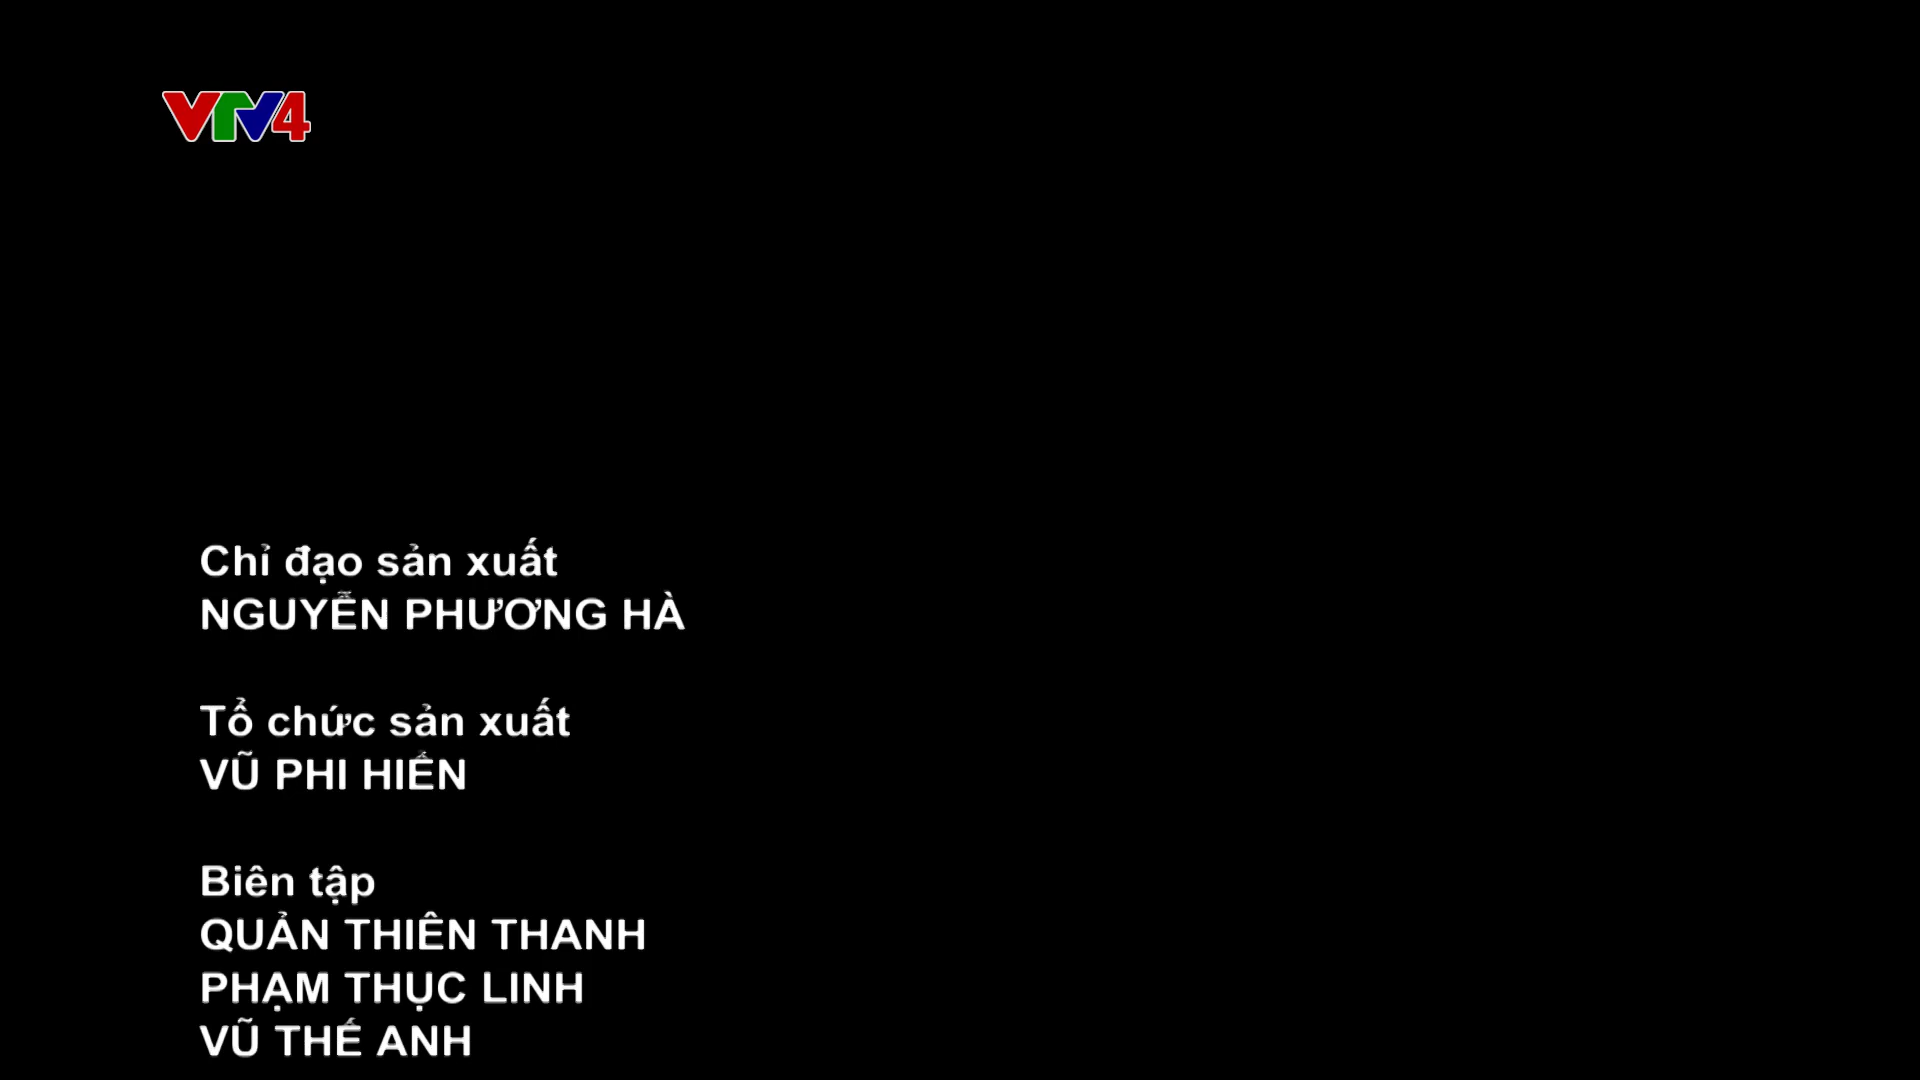 VTV4
Chỉ đạo sản xuất
NGUYỄN PHƯƠNG HÀ
Tổ chức sản xuất
VŨ PHI HIỂN
Biên tập
QUẢN THIÊN THANH
PHẠM THỤC LINH
VŨ THẾ ANH